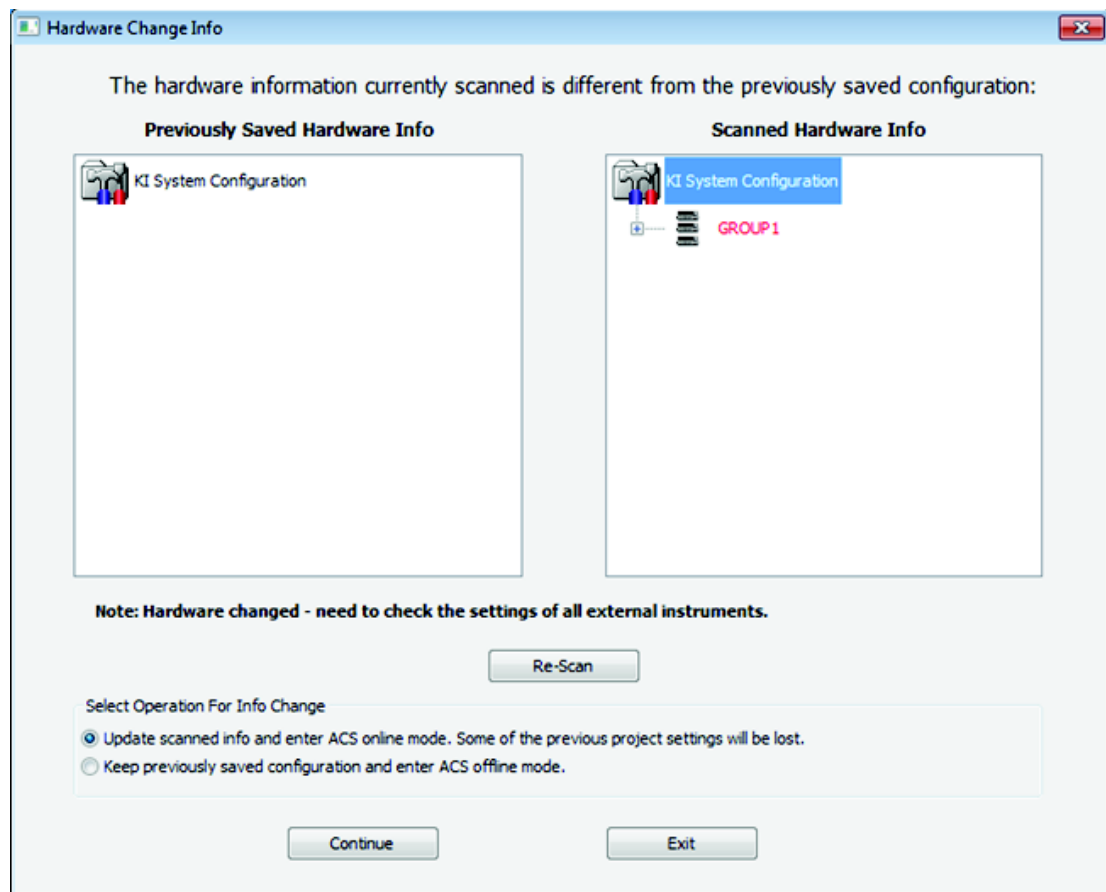 Hardware Change Info
The hardware information currently scanned is different from the previously saved configuration:
Previously Saved Hardware Info
Scanned Hardware Info
KI System Configuration
KI System Configuration
GROUP1
Note: Hardware changed - need to check the settings of all external instruments.
Re-Scan
Select Operation For Info Change
Update scanned info and enter ACS online mode. Some of the previous project settings will be lost.
Keep previously saved configuration and enter ACS offline mode.
Continue
Exit